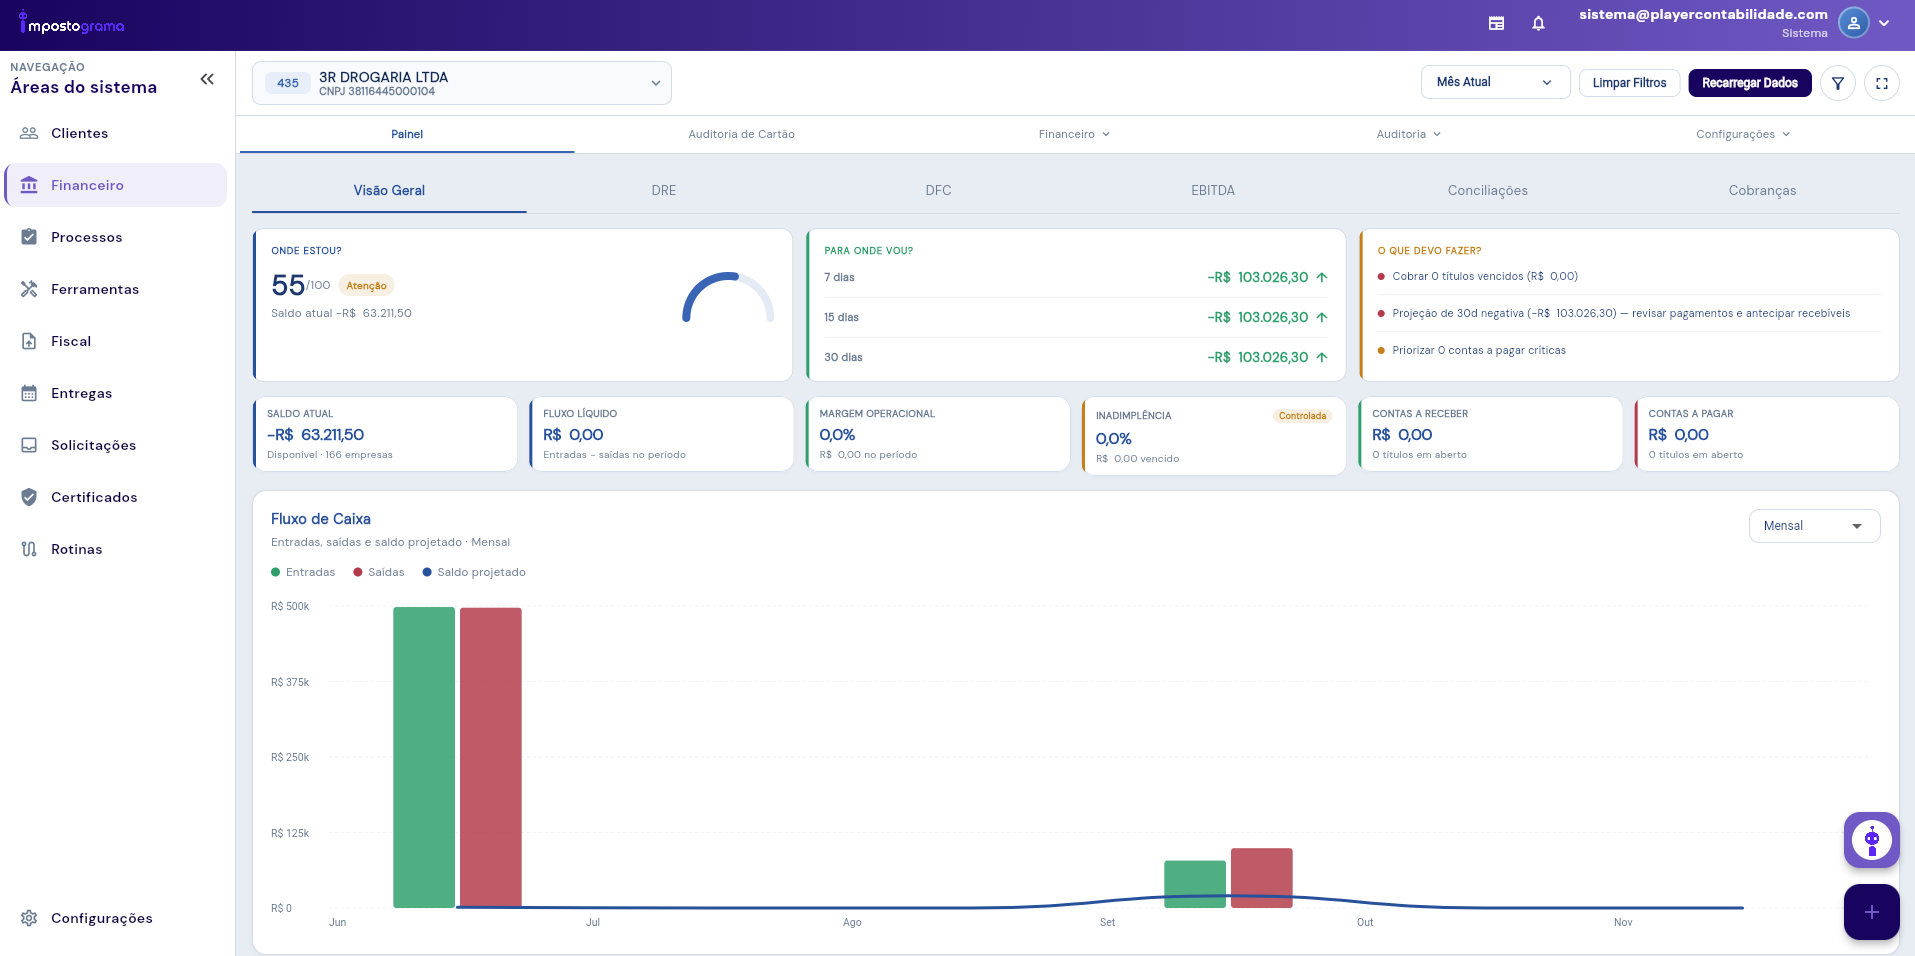 impostograma
sistema@playercontabilidade.com
Sistema
NAVEGAÇÃO
Áreas do sistema
Clientes
Financeiro
Processos
Ferramentas
Fiscal
Entregas
Solicitações
Certificados
Rotinas
Configurações
435
3R DROGARIA LTDA
CNPJ 38116445000104
Mês Atual
Limpar Filtros
Recarregar Dados
Painel
Auditoria de Cartão
Financeiro
Auditoria
Configurações
Visão Geral
DRE
DFC
EBITDA
Conciliações
Cobranças
ONDE ESTOU?
55/100 Atenção
Saldo atual -R$ 63.211,50
PARA ONDE VOU?
7 dias -R$ 103.026,30
15 dias -R$ 103.026,30
30 dias -R$ 103.026,30
O QUE DEVO FAZER?
Cobrar 0 títulos vencidos (R$ 0,00)
Projeção de 30d negativa (-R$ 103.026,30) — revisar pagamentos e antecipar recebíveis
Priorizar 0 contas a pagar críticas
SALDO ATUAL
-R$ 63.211,50
Disponível · 166 empresas
FLUXO LÍQUIDO
R$ 0,00
Entradas - saídas no período
MARGEM OPERACIONAL
0,0%
R$ 0,00 no período
INADIMPLÊNCIA Controlada
0,0%
R$ 0,00 vencido
CONTAS A RECEBER
R$ 0,00
0 títulos em aberto
CONTAS A PAGAR
R$ 0,00
0 títulos em aberto
Fluxo de Caixa
Entradas, saídas e saldo projetado · Mensal
Mensal
Entradas Saídas Saldo projetado
R$ 500k
R$ 375k
R$ 250k
R$ 125k
R$ 0
Jun Jul Ago Set Out Nov